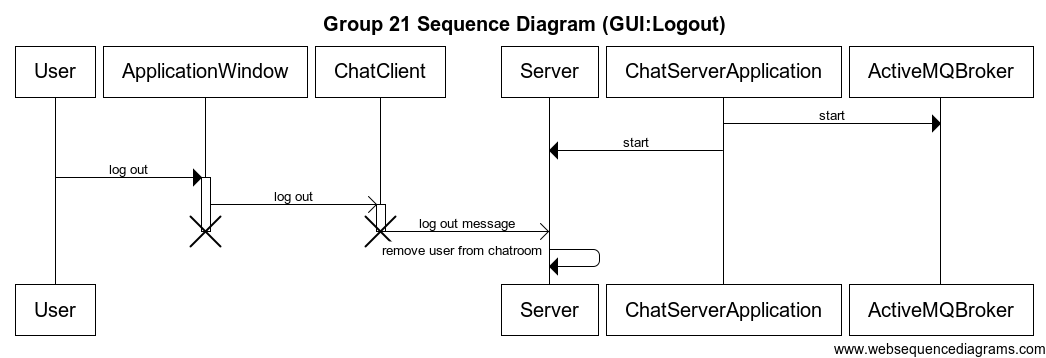 Group 21 Sequence Diagram (GUI:Logout)
User
ApplicationWindow
ChatClient
Server
ChatServerApplication
ActiveMQBroker
start
start
log out
log out
log out message
remove user from chatroom
User
Server
ChatServerApplication
ActiveMQBroker
www.websequencediagrams.com